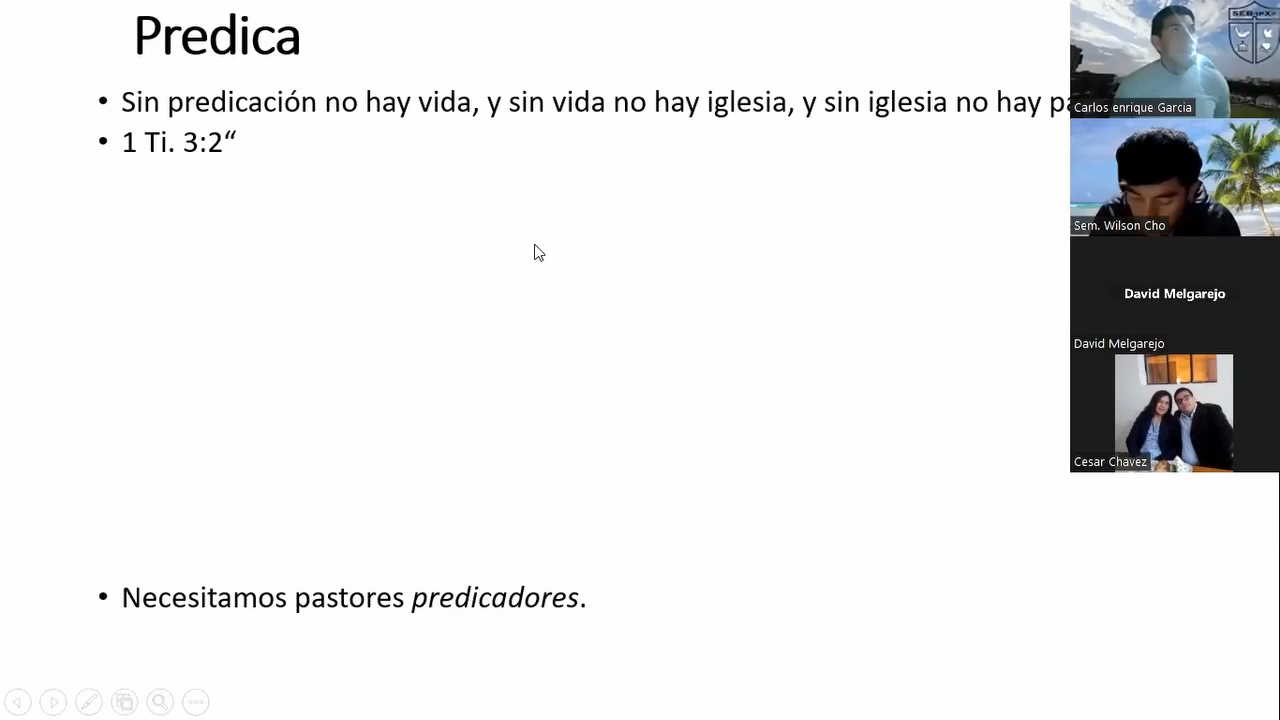 Predica
• Sin predicación no hay vida, y sin vida no hay iglesia, y sin iglesia no hay
• 1 Ti. 3:2“
• Necesitamos pastores predicadores.
Carlos enrique Garcia
Sem. Wilson Cho
David Melgarejo
David Melgarejo
Cesar Chavez